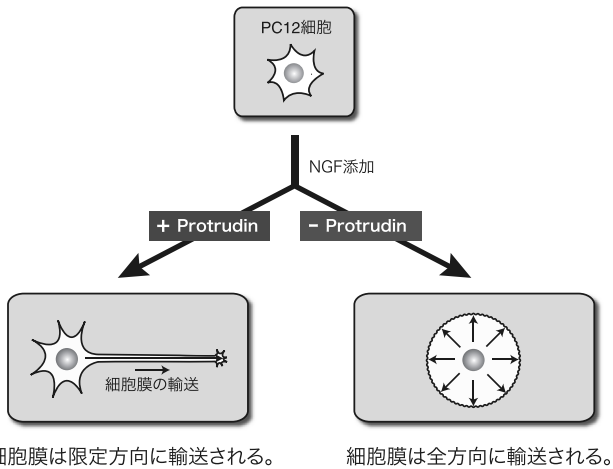 PC12細胞
NGF添加
+ Protrudin
- Protrudin
細胞膜の輸送
細胞膜は限定方向に輸送される。
細胞膜は全方向に輸送される。